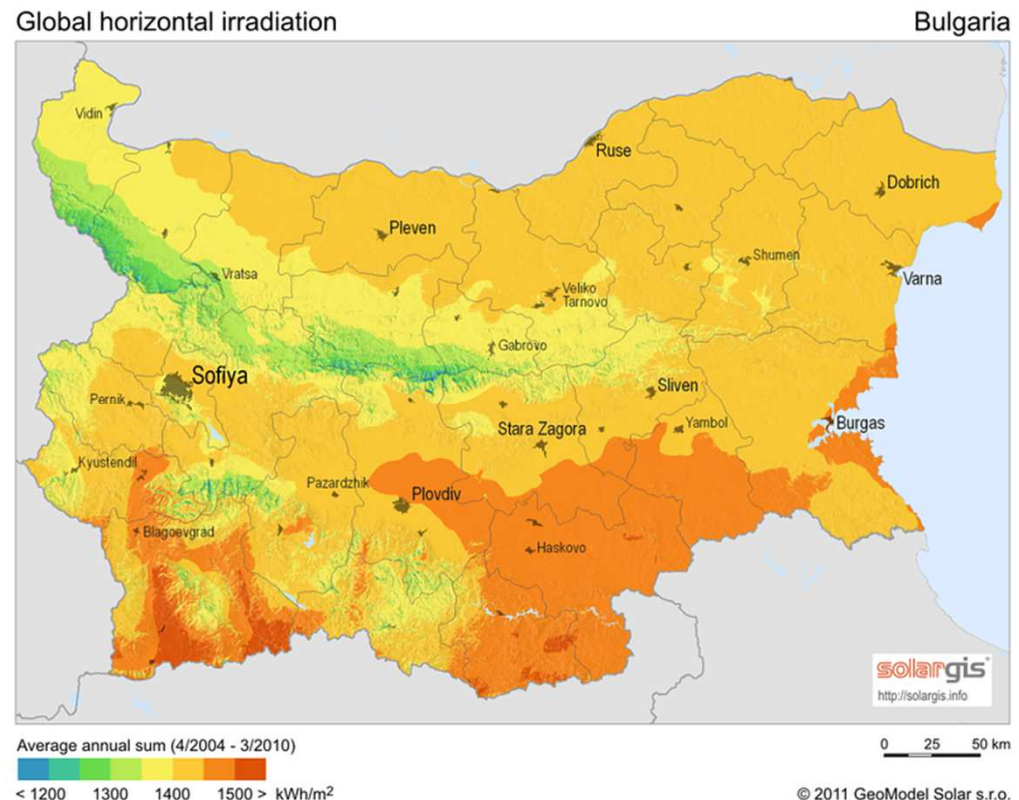 Global horizontal irradiation
Bulgaria
Vidin
Ruse
Dobrich
Pleven
Shumen
Vratsa
Varna
Veliko
Tarnovo
Gabrovo
Sofiya
Sliven
Pernik
Stara Zagora
Yambol
Burgas
Kyustendil
Pazardzhik
Plovdiv
Blagoevgrad
Haskovo
solargis
http://solargis.info
Average annual sum (4/2004 - 3/2010)
0 25 50 km
< 1200 1300 1400 1500 > kWh/m²
© 2011 GeoModel Solar s.r.o.